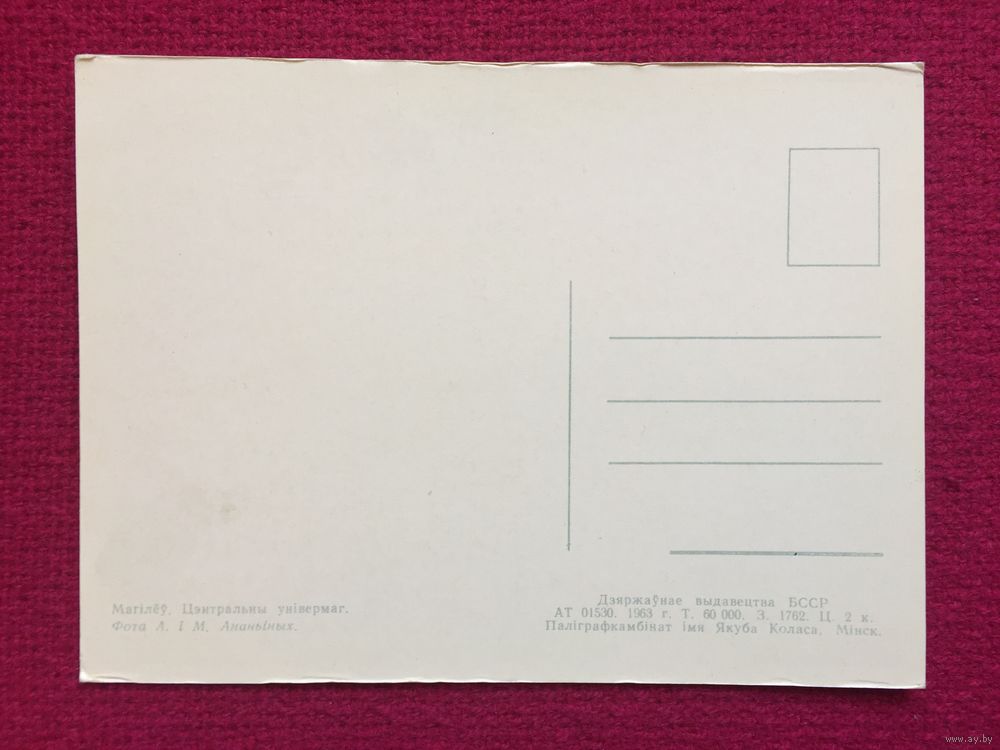 Магілёў. Цэнтральны універмаг.
Фота А. І М. Ананьіных.
Дзяржаўнае выдавецтва БССР
АТ 01530. 1963 г. Т. 60 000. З. 1762. Ц. 2 к.
Паліграфкамбінат імя Якуба Коласа, Мінск.
www.ay.by